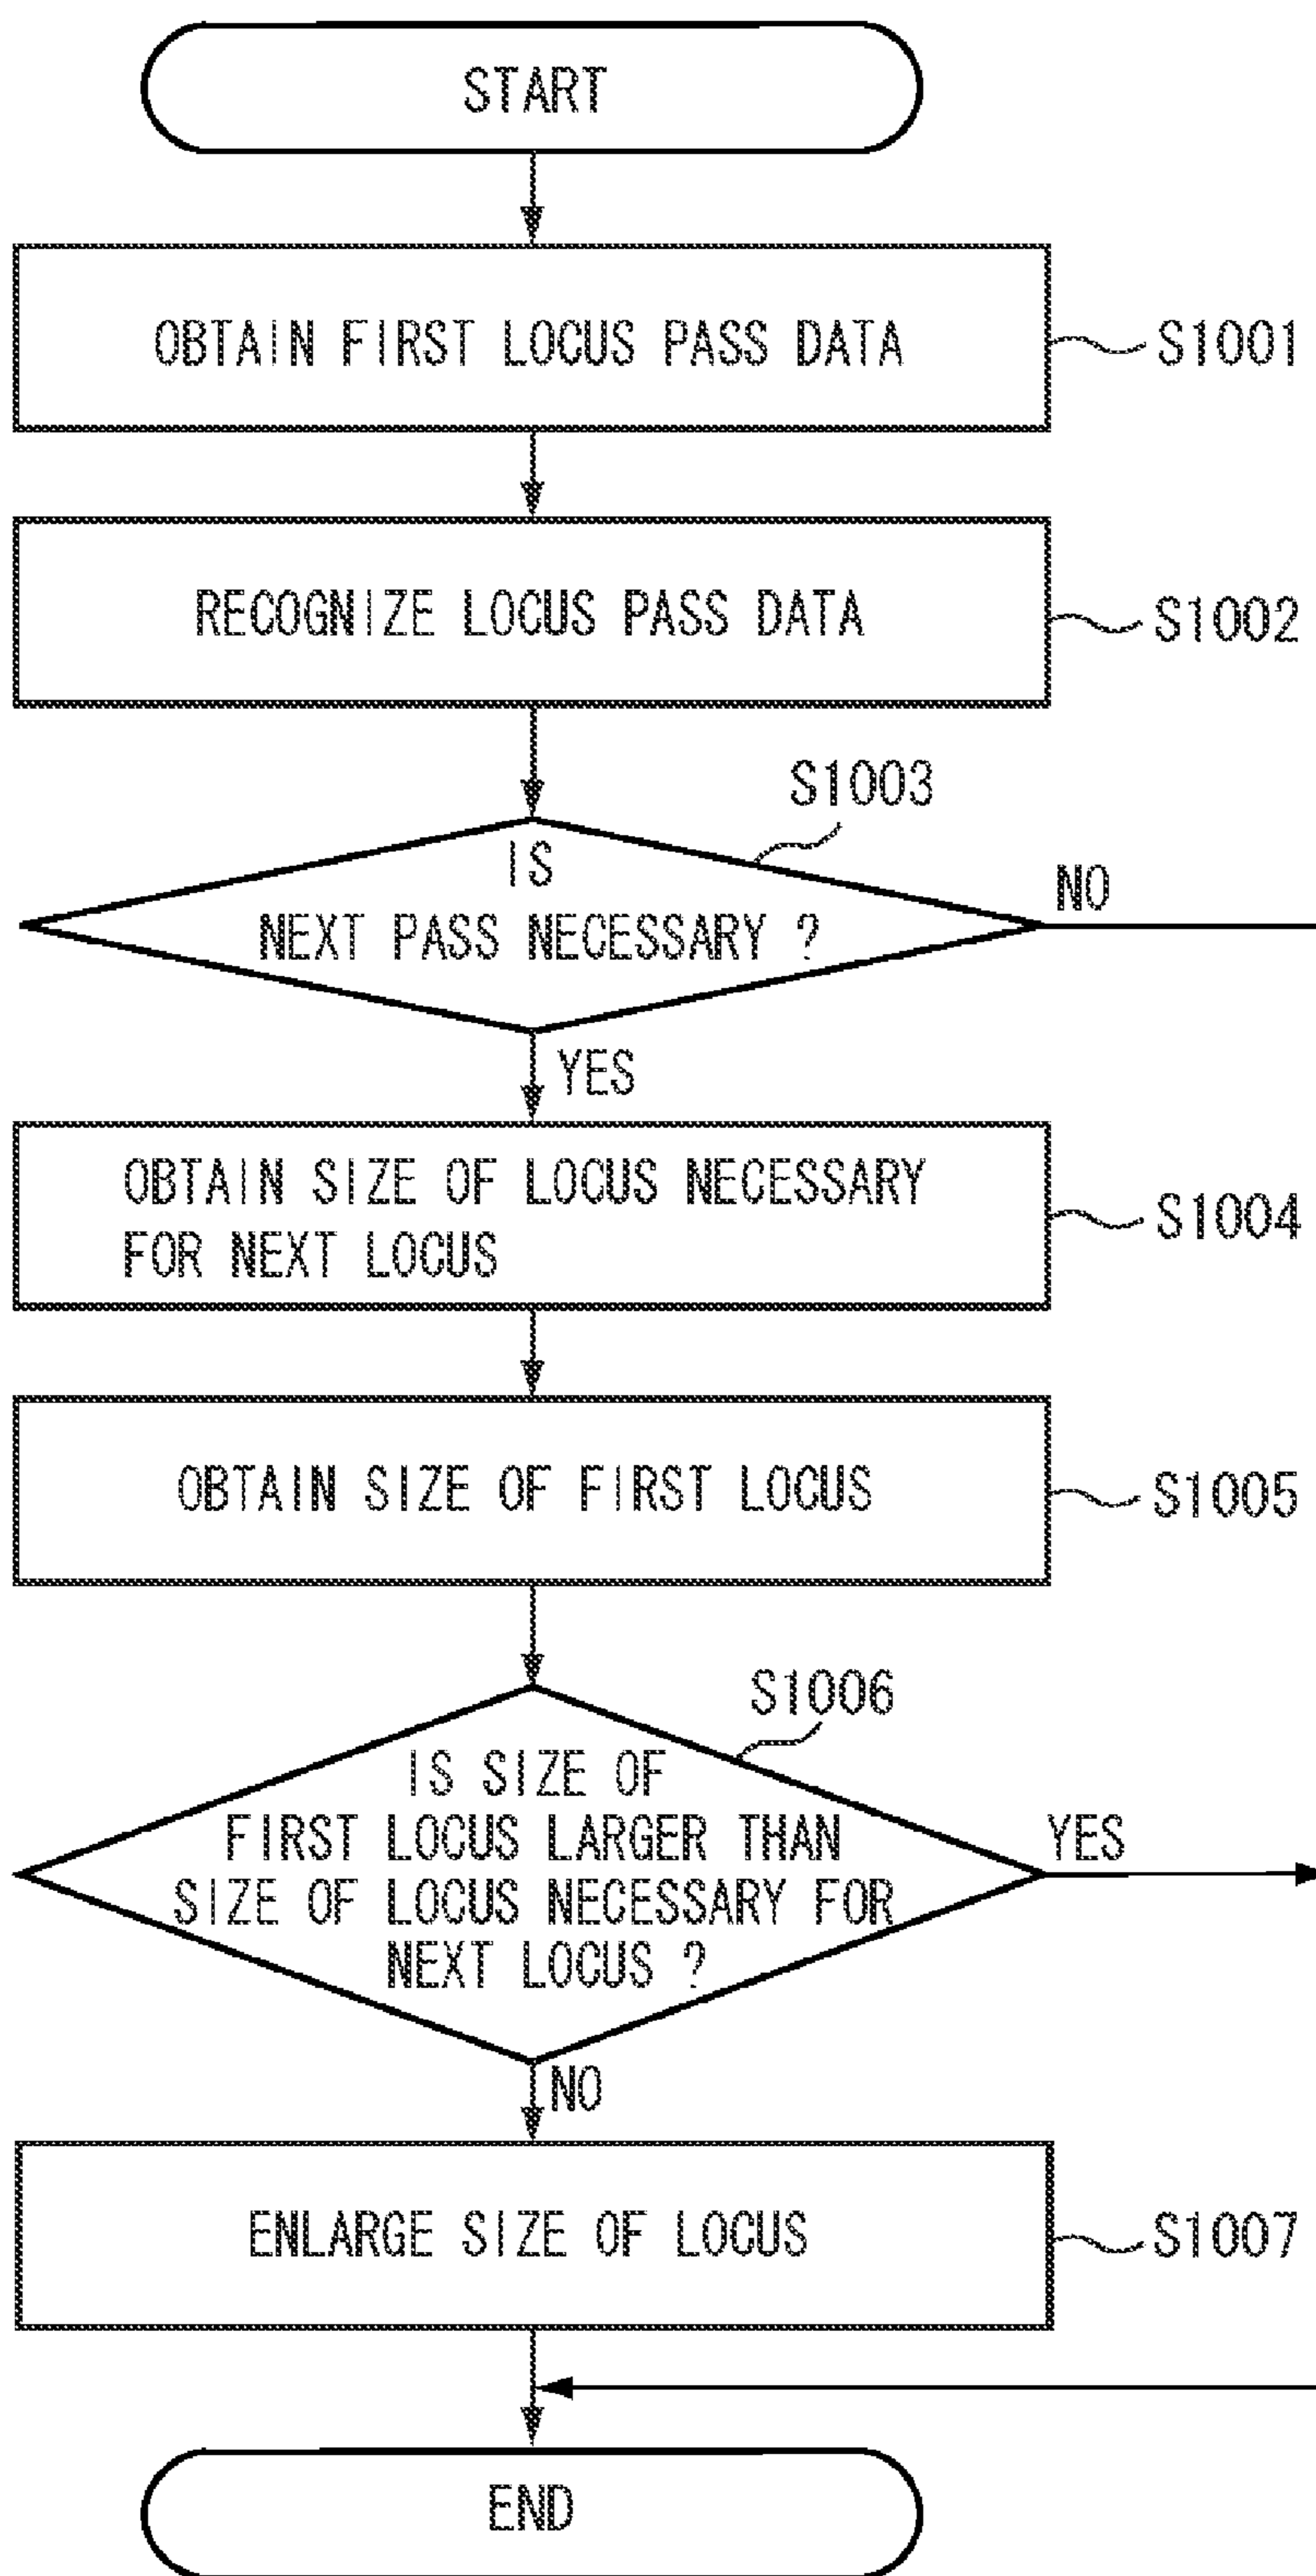 START
OBTAIN FIRST LOCUS PASS DATA
S1001
RECOGNIZE LOCUS PASS DATA
S1002
S1003
IS
NEXT PASS NECESSARY ?
NO
YES
OBTAIN SIZE OF LOCUS NECESSARY
FOR NEXT LOCUS
S1004
OBTAIN SIZE OF FIRST LOCUS
S1005
S1006
IS SIZE OF
FIRST LOCUS LARGER THAN
SIZE OF LOCUS NECESSARY FOR
NEXT LOCUS ?
YES
NO
ENLARGE SIZE OF LOCUS
S1007
END